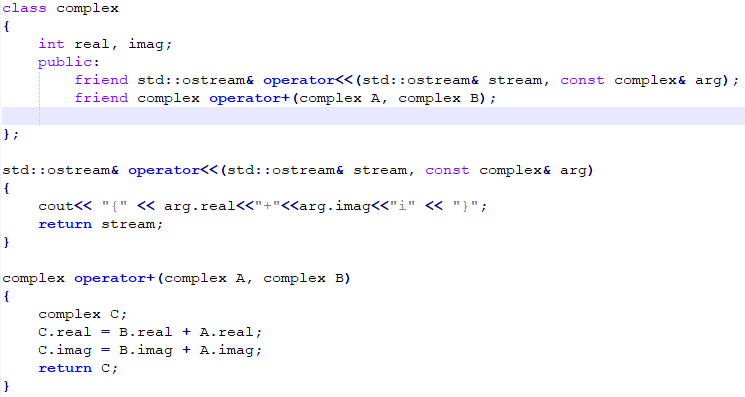 class complex
{
    int real, imag;
    public:
        friend std::ostream& operator<<(std::ostream& stream, const complex& arg);
        friend complex operator+(complex A, complex B);
};
std::ostream& operator<<(std::ostream& stream, const complex& arg)
{
    cout<< "{" << arg.real<<"+"<<arg.imag<<"i" << "}";
    return stream;
}
complex operator+(complex A, complex B)
{
    complex C;
    C.real = B.real + A.real;
    C.imag = B.imag + A.imag;
    return C;
}